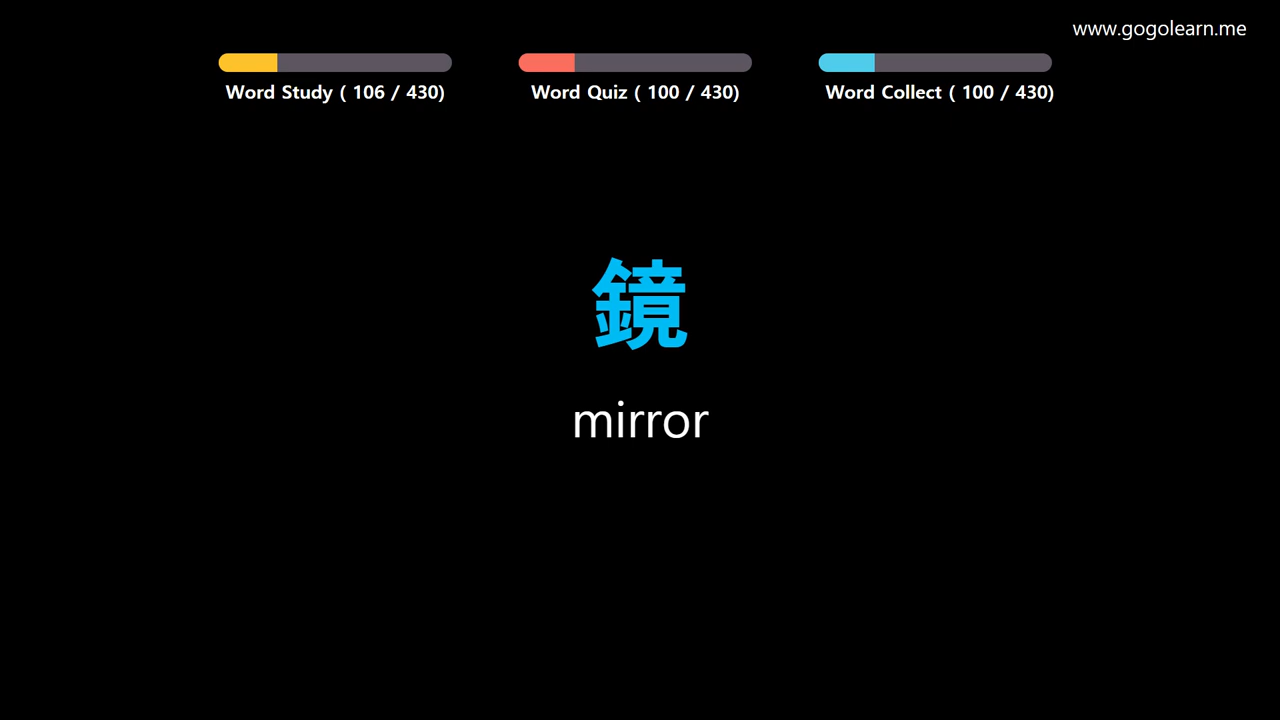 www.gogolearn.me
Word Study ( 106 / 430)
Word Quiz ( 100 / 430)
Word Collect ( 100 / 430)
鏡
mirror